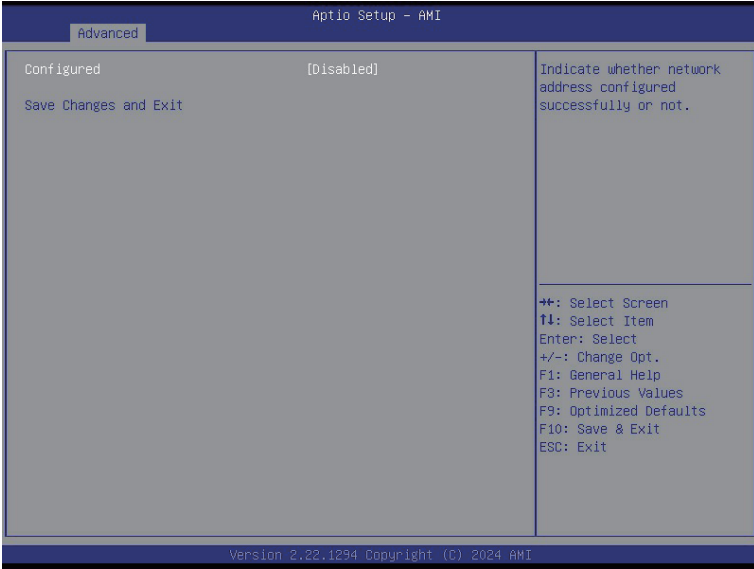 Aptio Setup – AMI
Advanced
Configured [Disabled]
Save Changes and Exit
Indicate whether network
address configured
successfully or not.
→←: Select Screen
↑↓: Select Item
Enter: Select
+/-: Change Opt.
F1: General Help
F3: Previous Values
F9: Optimized Defaults
F10: Save & Exit
ESC: Exit
Version 2.22.1294 Copyright (C) 2024 AMI